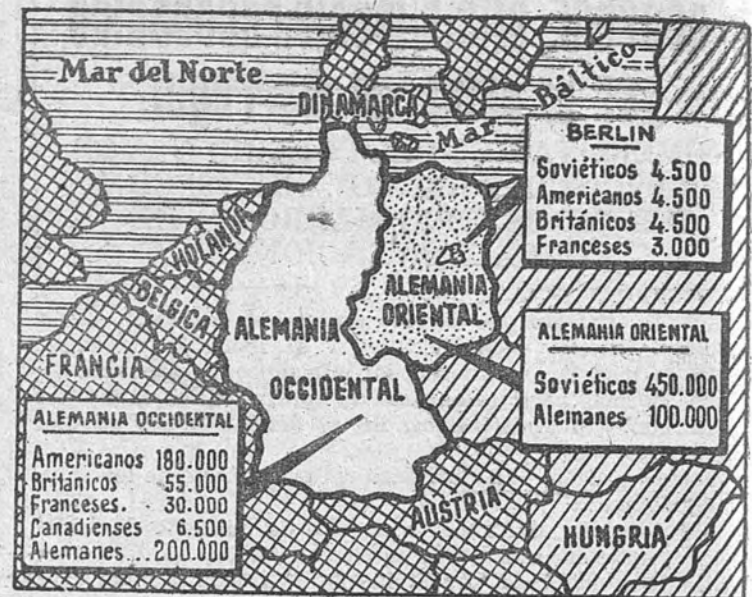 Mar del Norte
DINAMARCA
Mar Báltico
BERLIN
Soviéticos 4.500
Americanos 4.500
Británicos 4.500
Franceses 3.000
HOLANDA
BELGICA
ALEMANIA
ORIENTAL
ALEMANIA
OCCIDENTAL
FRANCIA
ALEMANIA ORIENTAL
Soviéticos 450.000
Alemanes 100.000
ALEMANIA OCCIDENTAL
Americanos 180.000
Británicos 55.000
Franceses. 30.000
Canadienses 6.500
Alemanes...200.000
AUSTRIA
HUNGRIA